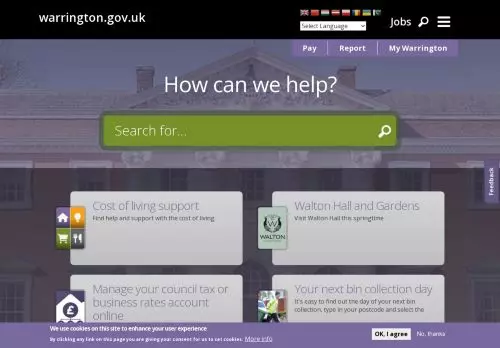 warrington.gov.uk
Select Language
Jobs
Pay
Report
My Warrington
How can we help?
Search for...
Feedback
Cost of living support
Find help and support with the cost of living.
Walton Hall and Gardens
Visit Walton Hall this springtime
WALTON
Manage your council tax or
business rates account
online
Your next bin collection day
It's easy to find out the day of your next
bin collection, type in your postcode and select the
We use cookies on this site to enhance your user experience
By clicking any link on this page you are giving your consent for us to set cookies. More info
OK, I agree
No, thanks